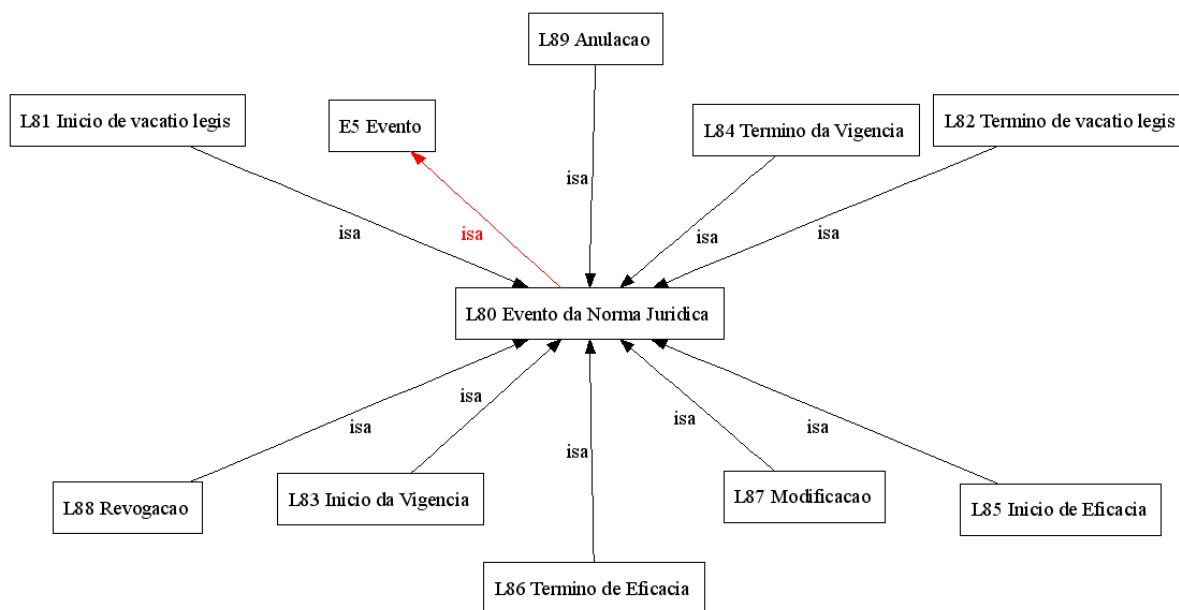 L89 Anulacao
L81 Inicio de vacatio legis
E5 Evento
L84 Termino da Vigencia
L82 Termino de vacatio legis
isa
isa
isa
isa
isa
L80 Evento da Norma Juridica
isa
isa
isa
isa
isa
L88 Revogacao
L83 Inicio da Vigencia
L87 Modificacao
L85 Inicio de Eficacia
L86 Termino de Eficacia